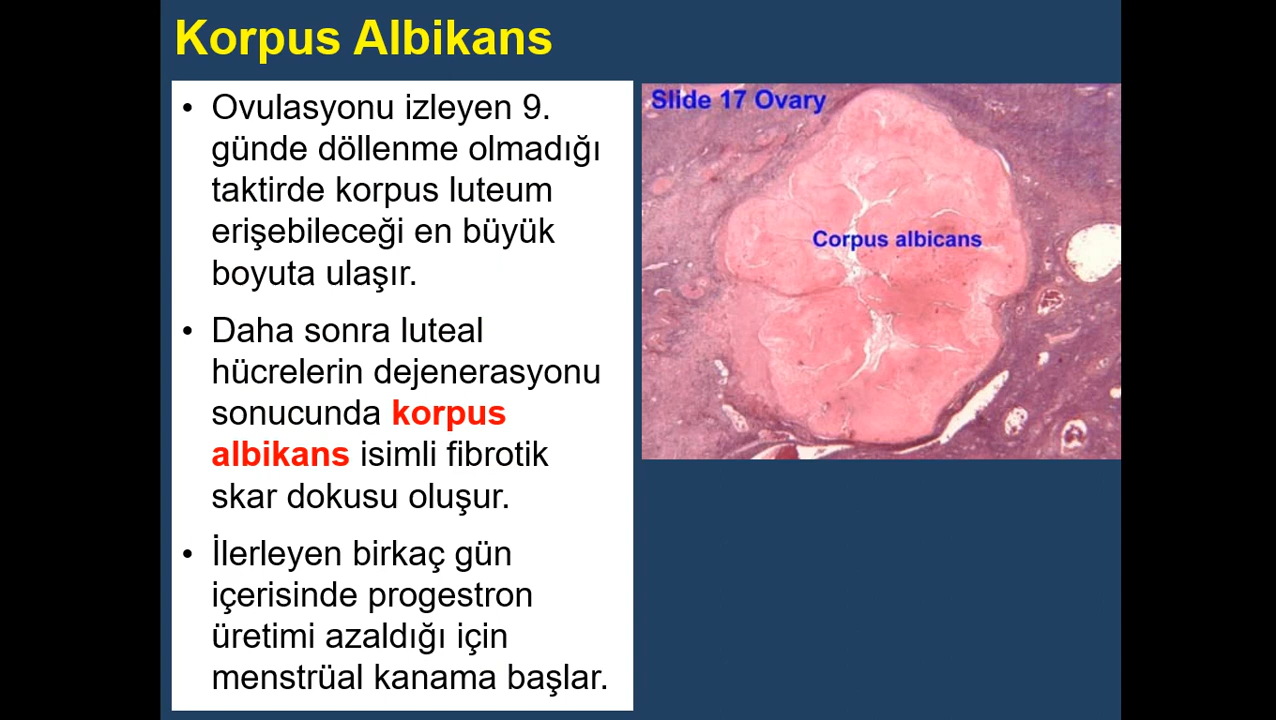 Korpus Albikans
• Ovulasyonu izleyen 9.
günde döllenme olmadığı
taktirde korpus luteum
erişebileceği en büyük
boyuta ulaşır.
• Daha sonra luteal
hücrelerin dejenerasyonu
sonucunda korpus
albikans isimli fibrotik
skar dokusu oluşur.
• İlerleyen birkaç gün
içerisinde progestron
üretimi azaldığı için
menstrüal kanama başlar.
Slide 17 Ovary
Corpus albicans